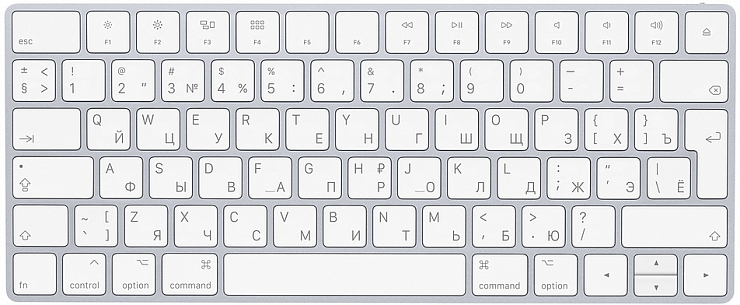 esc F1 F2 F3 F4 F5 F6 F7 F8 F9 F10 F11 F12
± < ! @ # $ % ^ & * ( ) _ +
§ > 1 2 " 3 № 4 % 5 : 6 , 7 . 8 ; 9 0 - =
Q Й W Ц E У R К T Е Y Н U Г I Ш O Щ P З { [ Х } ] Ъ
A Ф S Ы D В F А G П H Р ₽ J О K Л L Д : ; Ж " ' Э | \ Ё
~ ` [ ] Z Я X Ч C С V М B И N Т M Ь < , Б > . Ю ? /
fn control option command command option